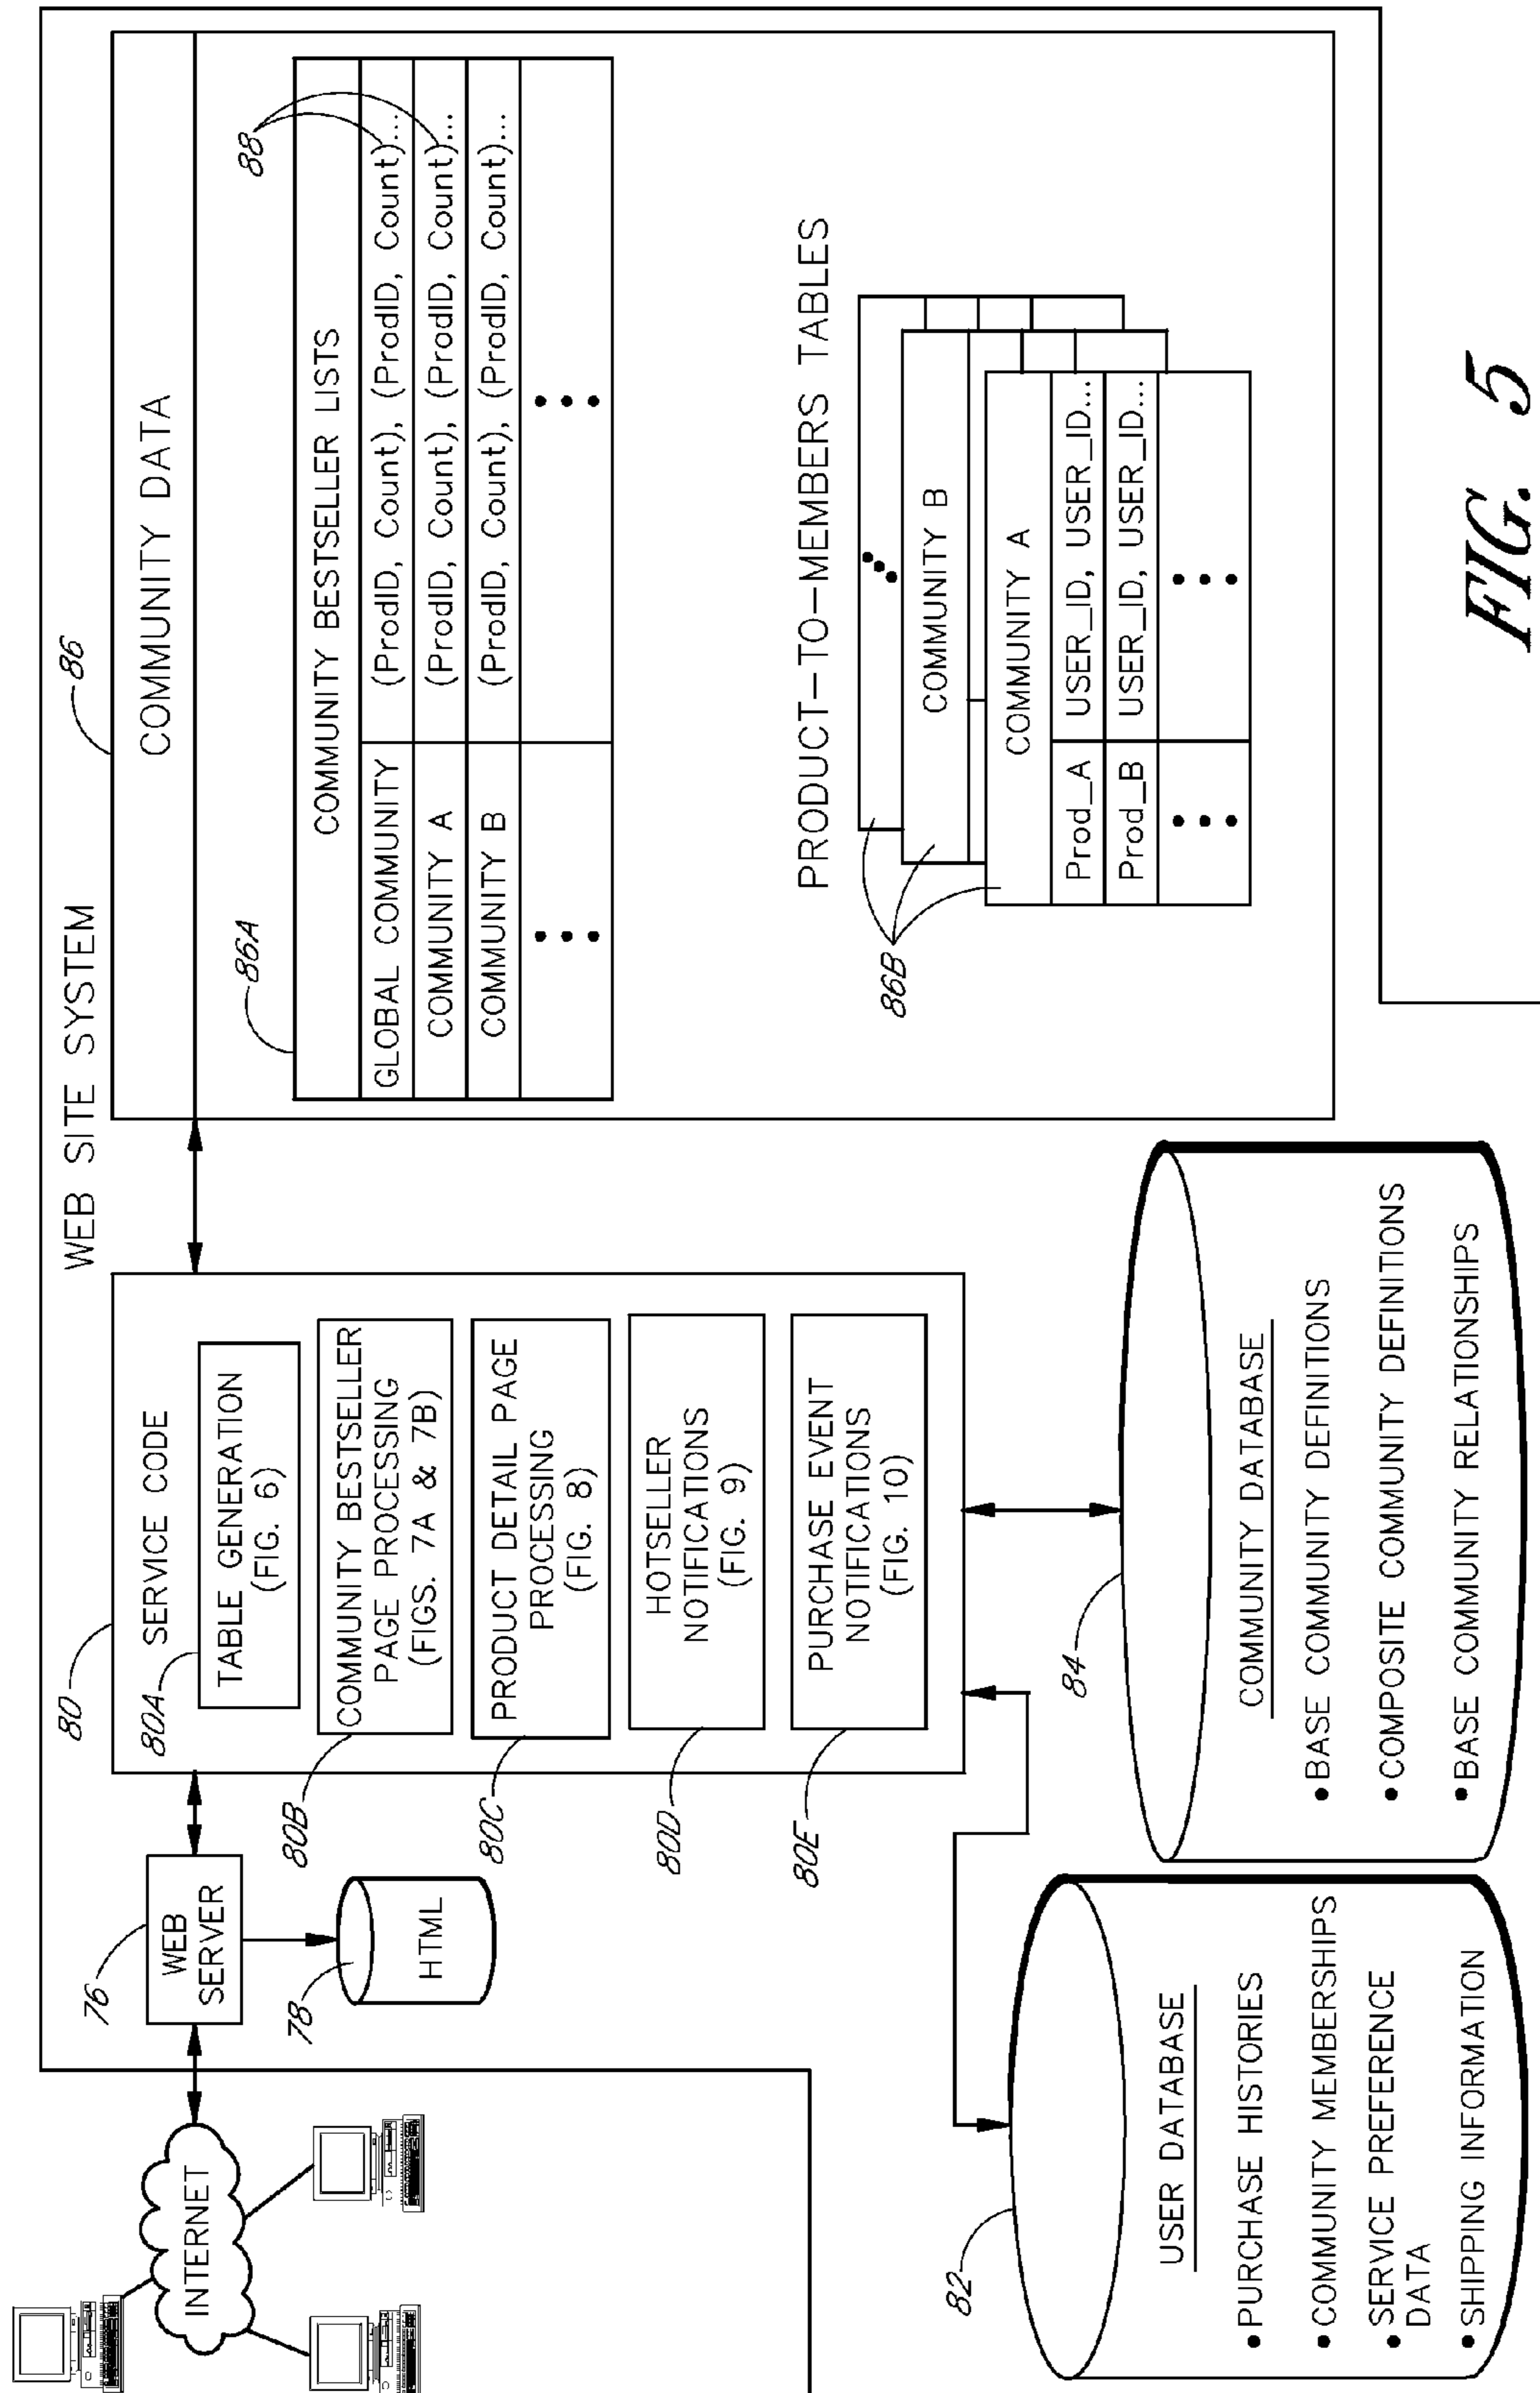 WEB SITE SYSTEM
INTERNET
76
WEB
SERVER
78
HTML
80
SERVICE CODE
80A
TABLE GENERATION
(FIG. 6)
80B
COMMUNITY BESTSELLER
PAGE PROCESSING
(FIGS. 7A & 7B)
80C
PRODUCT DETAIL PAGE
PROCESSING
(FIG. 8)
80D
HOTSELLER
NOTIFICATIONS
(FIG. 9)
80E
PURCHASE EVENT
NOTIFICATIONS
(FIG. 10)
86
COMMUNITY DATA
86A
88
COMMUNITY BESTSELLER LISTS
GLOBAL COMMUNITY (ProdID, Count), (ProdID, Count)...
COMMUNITY A (ProdID, Count), (ProdID, Count)...
COMMUNITY B (ProdID, Count), (ProdID, Count)...
PRODUCT-TO-MEMBERS TABLES
86B
COMMUNITY B
COMMUNITY A
Prod_A USER_ID, USER_ID...
Prod_B USER_ID, USER_ID...
82
USER DATABASE
• PURCHASE HISTORIES
• COMMUNITY MEMBERSHIPS
• SERVICE PREFERENCE
DATA
• SHIPPING INFORMATION
84
COMMUNITY DATABASE
• BASE COMMUNITY DEFINITIONS
• COMPOSITE COMMUNITY DEFINITIONS
• BASE COMMUNITY RELATIONSHIPS
FIG. 5